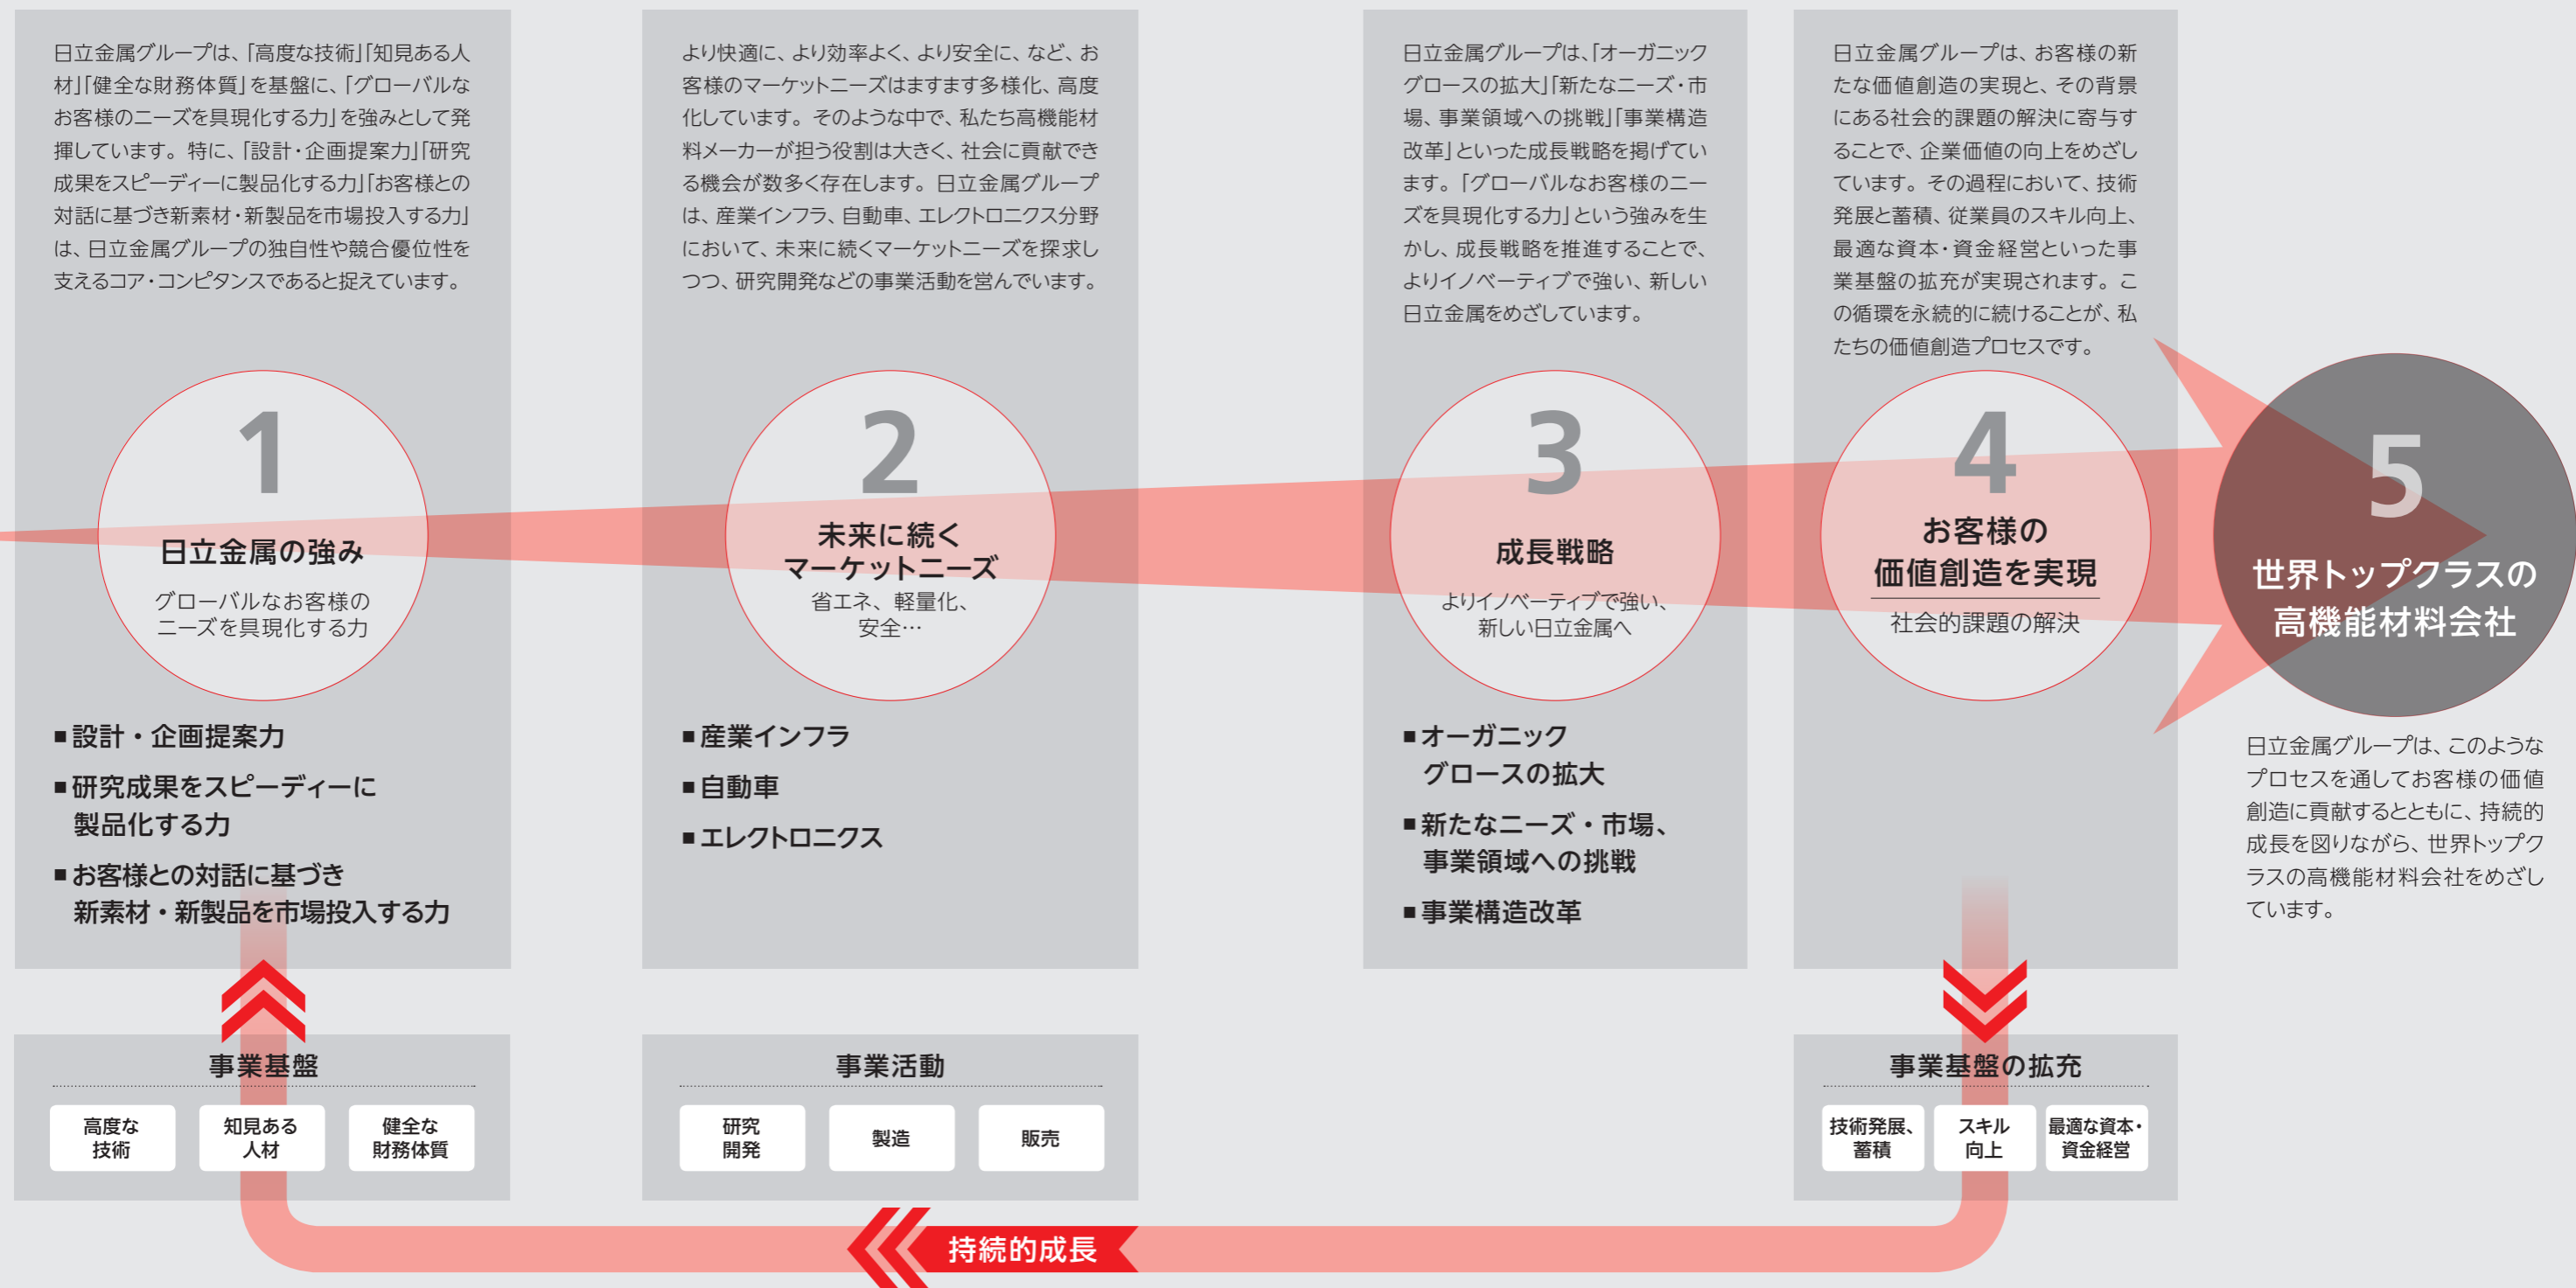 日立金属グループは、「高度な技術」「知見ある人
材」「健全な財務体質」を基盤に、「グローバルな
お客様のニーズを具現化する力」を強みとして発
揮しています。特に、「設計・企画提案力」「研究
成果をスピーディーに製品化する力」「お客様との
対話に基づき新素材・新製品を市場投入する力」
は、日立金属グループの独自性や競合優位性を
支えるコア・コンピタンスであると捉えています。
1
日立金属の強み
グローバルなお客様の
ニーズを具現化する力
■設計・企画提案力
■研究成果をスピーディーに
製品化する力
■お客様との対話に基づき
新素材・新製品を市場投入する力
事業基盤
高度な
技術
知見ある
人材
健全な
財務体質
より快適に、より効率よく、より安全に、など、お
客様のマーケットニーズはますます多様化、高度
化しています。そのような中で、私たち高機能材
料メーカーが担う役割は大きく、社会に貢献でき
る機会が数多く存在します。日立金属グループ
は、産業インフラ、自動車、エレクトロニクス分野
において、未来に続くマーケットニーズを探求し
つつ、研究開発などの事業活動を営んでいます。
2
未来に続く
マーケットニーズ
省エネ、軽量化、
安全…
■産業インフラ
■自動車
■エレクトロニクス
事業活動
研究
開発
製造
販売
日立金属グループは、「オーガニック
グロースの拡大」「新たなニーズ・市
場、事業領域への挑戦」「事業構造
改革」といった成長戦略を掲げてい
ます。「グローバルなお客様のニー
ズを具現化する力」という強みを生
かし、成長戦略を推進することで、
よりイノベーティブで強い、新しい
日立金属をめざしています。
3
成長戦略
よりイノベーティブで強い、
新しい日立金属へ
■オーガニック
グロースの拡大
■新たなニーズ・市場、
事業領域への挑戦
■事業構造改革
日立金属グループは、お客様の新
たな価値創造の実現と、その背景
にある社会的課題の解決に寄与す
ることで、企業価値の向上をめざし
ています。その過程において、技術
発展と蓄積、従業員のスキル向上、
最適な資本・資金経営といった事
業基盤の拡充が実現されます。こ
の循環を永続的に続けることが、私
たちの価値創造プロセスです。
4
お客様の
価値創造を実現
社会的課題の解決
事業基盤の拡充
技術発展、
蓄積
スキル
向上
最適な資本・
資金経営
5
世界トップクラスの
高機能材料会社
日立金属グループは、このような
プロセスを通してお客様の価値
創造に貢献するとともに、持続的
成長を図りながら、世界トップク
ラスの高機能材料会社をめざし
ています。
持続的成長